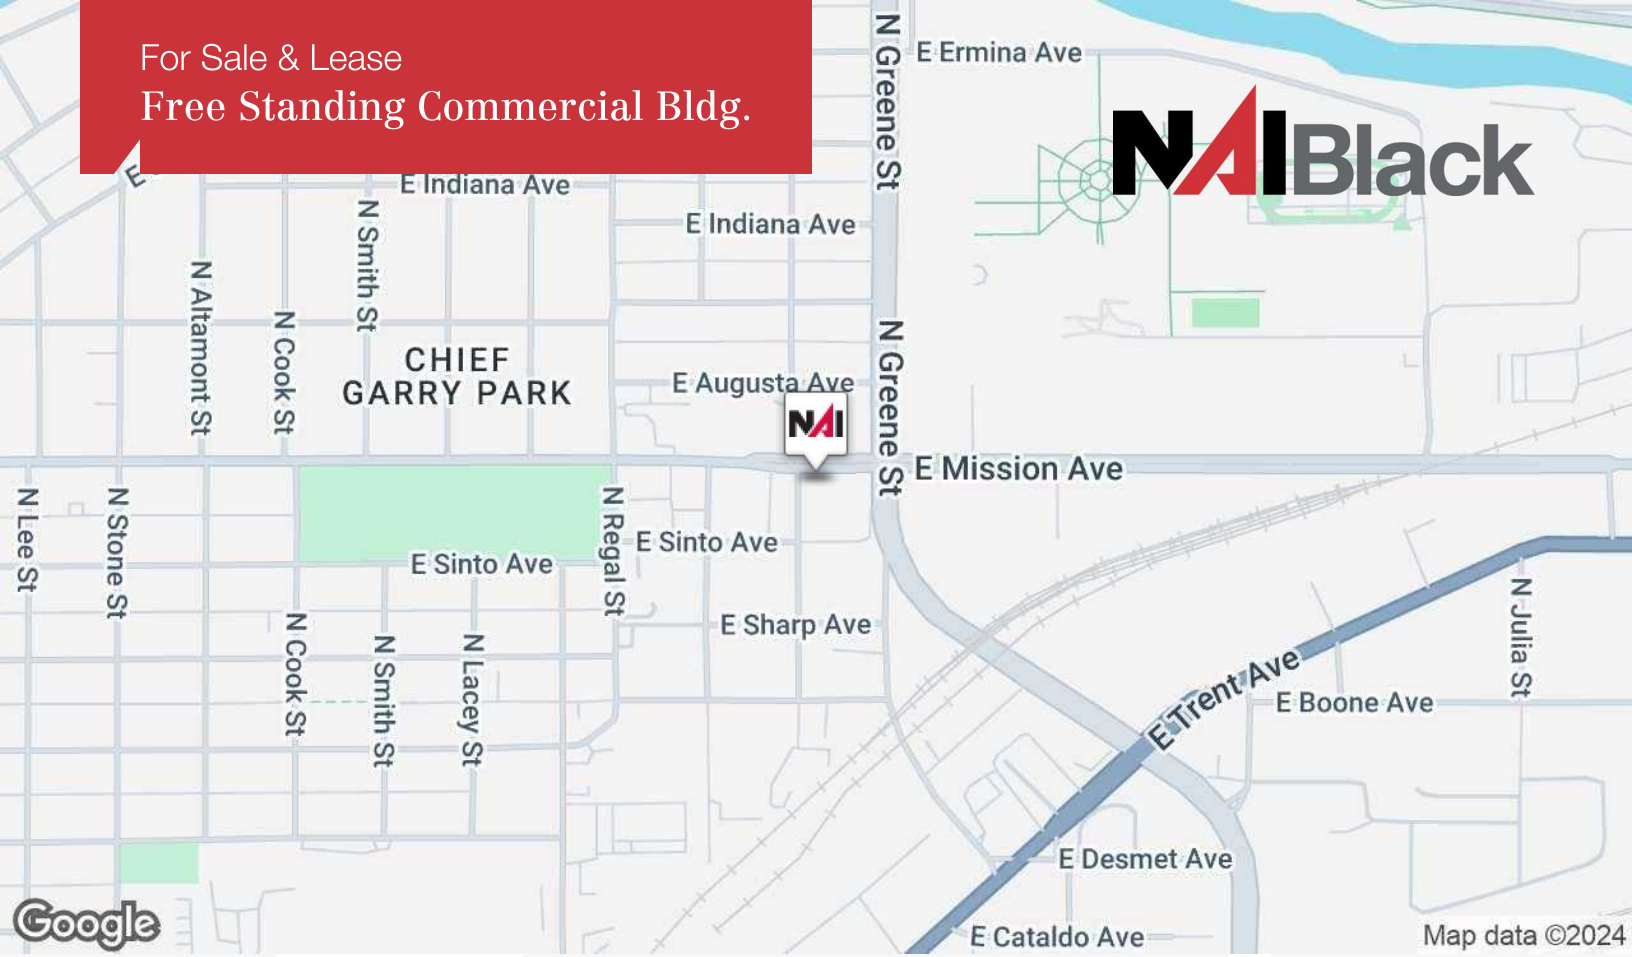 For Sale & Lease
Free Standing Commercial Bldg.
NAIBlack
N Greene St
E Ermina Ave
E
E Indiana Ave
E Indiana Ave
N Smith St
N Altamont St
N Cook St
CHIEF
GARRY PARK
E Augusta Ave
N Greene St
NAI
E Mission Ave
N Lee St
N Stone St
N Regal St
E Sinto Ave
E Sinto Ave
N Cook St
N Smith St
N Lacey St
E Sharp Ave
N Julia St
E Trent Ave
E Boone Ave
E Desmet Ave
E Cataldo Ave
Google
Map data ©2024